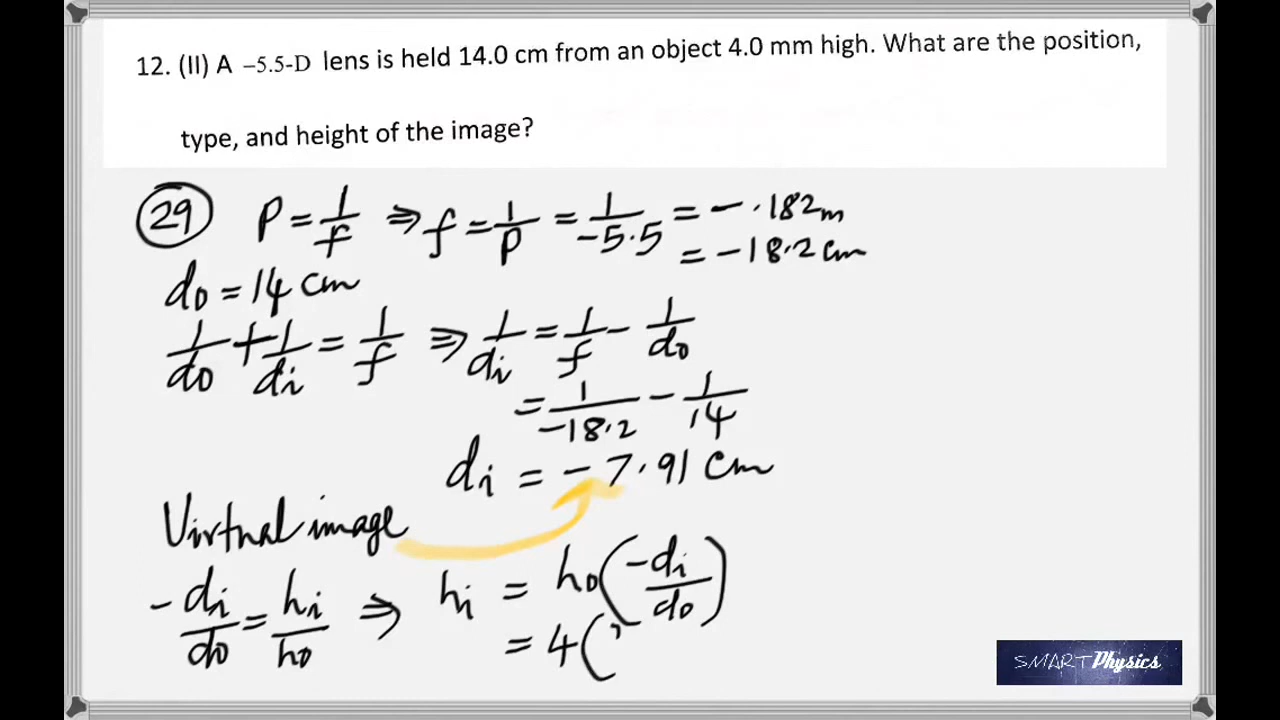 12. (II) A −5.5-D lens is held 14.0 cm from an object 4.0 mm high. What are the position,
type, and height of the image?
29 P = 1/f ⇒ f = 1/P = 1/-5.5 = -.182m
= -18.2 cm
do = 14 cm
1/do + 1/di = 1/f ⇒ 1/di = 1/f - 1/do
= 1/-18.2 - 1/14
di = -7.91 cm
Virtual image
-di/do = hi/ho ⇒ hi = ho(-di/do)
= 4(
SMART Physics